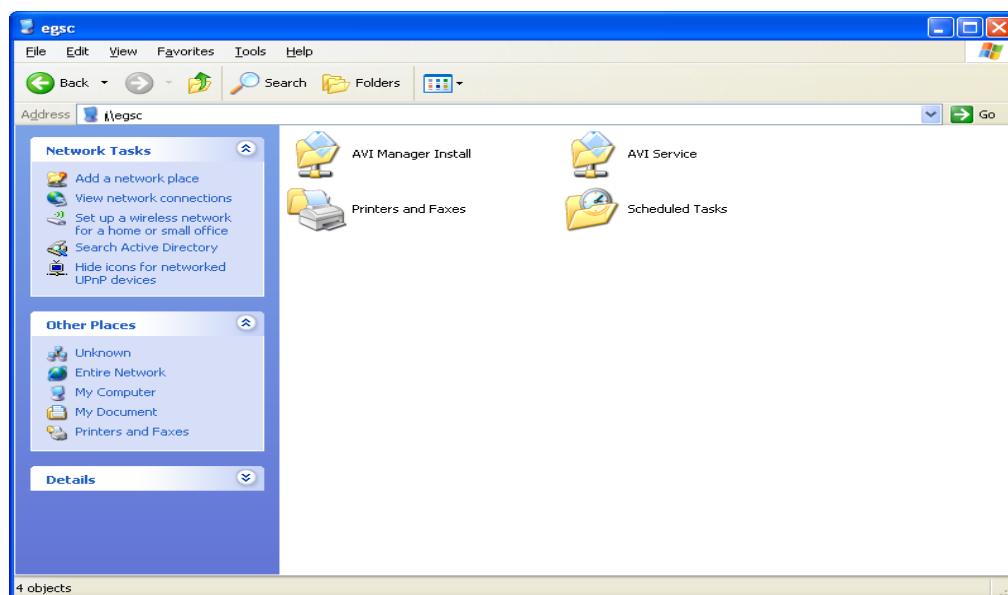 egsc
File Edit View Favorites Tools Help
Back Search Folders
Address \\egsc Go
Network Tasks
Add a network place
View network connections
Set up a wireless network
for a home or small office
Search Active Directory
Hide icons for networked
UPnP devices
Other Places
Unknown
Entire Network
My Computer
My Document
Printers and Faxes
Details
AVI Manager Install
AVI Service
Printers and Faxes
Scheduled Tasks
4 objects